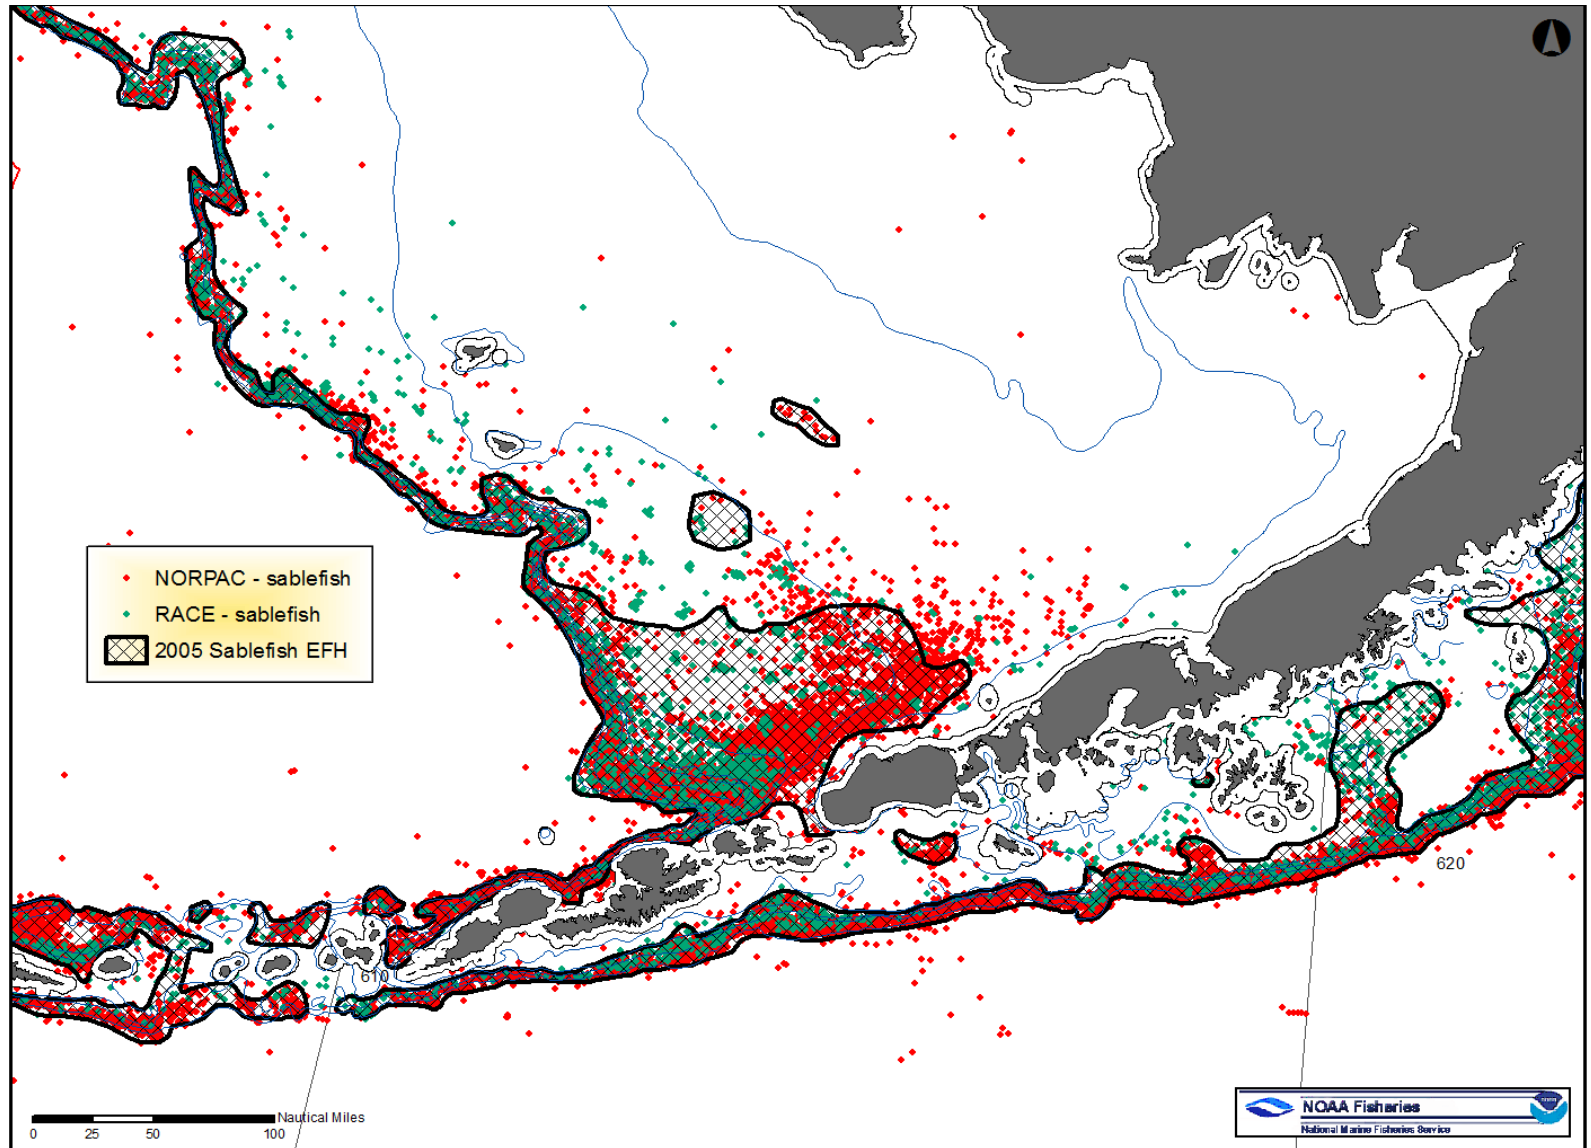 NORPAC - sablefish
RACE - sablefish
2005 Sablefish EFH
620
610
Nautical Miles
0 25 50 100
NOAA Fisheries
National Marine Fisheries Service